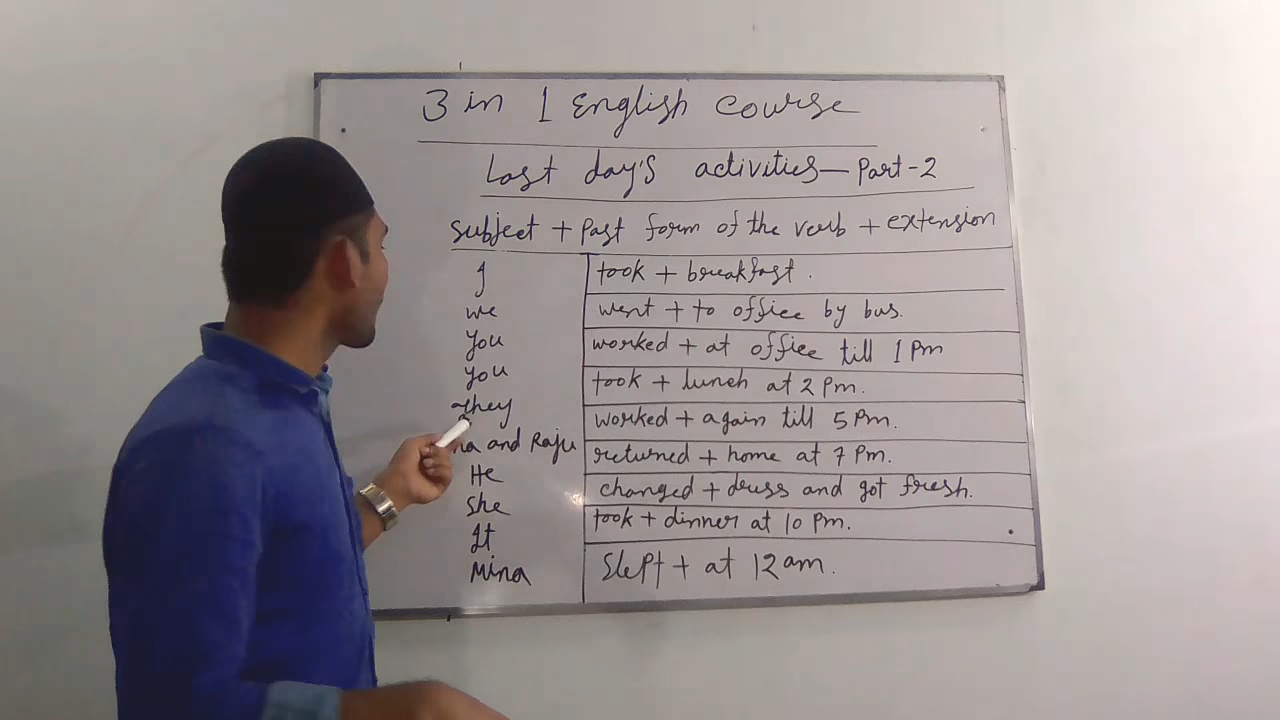 3 in 1 English course
Last day's activities— Part-2
subject + Past form of the verb + extension
I took + breakfast.
we went + to office by bus.
you worked + at office till 1 Pm
you took + lunch at 2 Pm.
They worked + again till 5 Pm.
and Raju returned + home at 7 Pm.
He changed + dress and got fresh.
She took + dinner at 10 Pm.
It
Mina Slept + at 12 am.